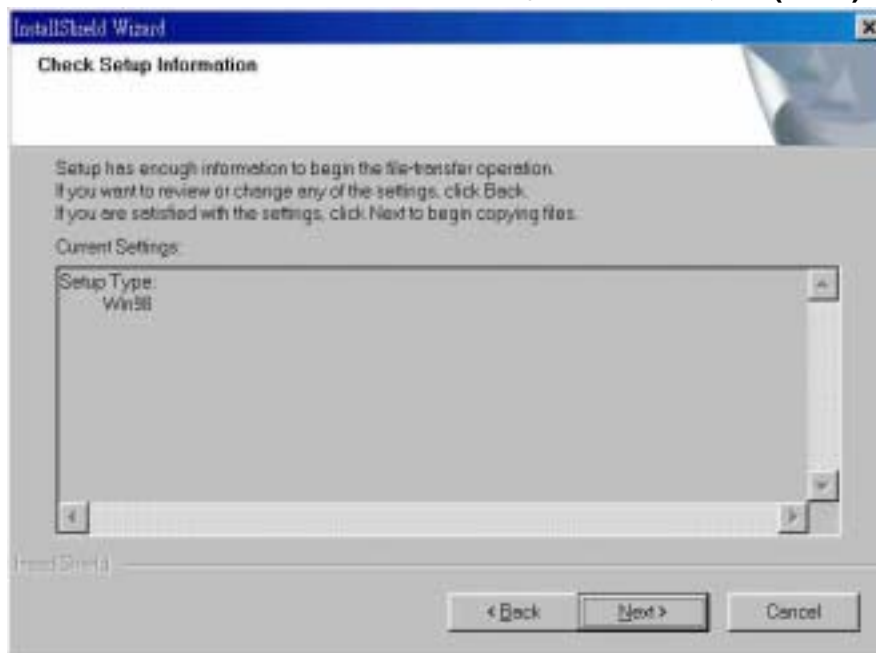 InstallShield Wizard
Check Setup Information
Setup has enough information to begin the file-transfer operation.
If you want to review or change any of the settings, click Back.
If you are satisfied with the settings, click Next to begin copying files.
Current Settings:
Setup Type:
Win98
InstallShield
< Back
Next >
Cancel